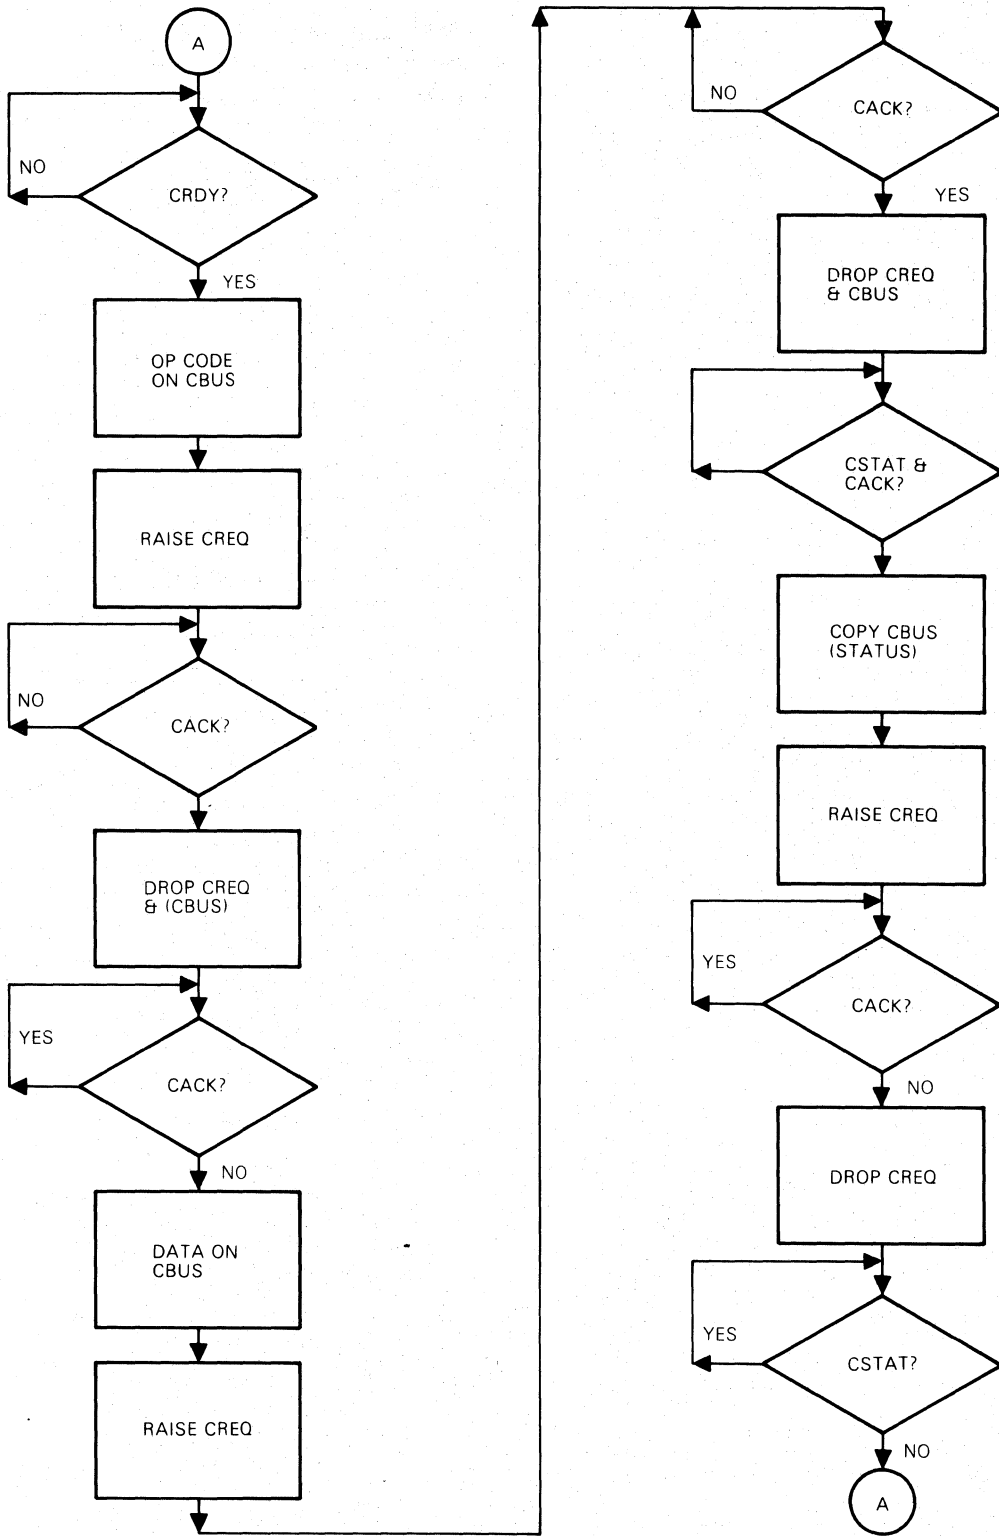 A
NO
CRDY?
YES
OP CODE
ON CBUS
RAISE CREQ
NO
CACK?
DROP CREQ
& (CBUS)
YES
CACK?
NO
DATA ON
CBUS
RAISE CREQ
NO
CACK?
YES
DROP CREQ
& CBUS
CSTAT &
CACK?
COPY CBUS
(STATUS)
RAISE CREQ
YES
CACK?
NO
DROP CREQ
YES
CSTAT?
NO
A